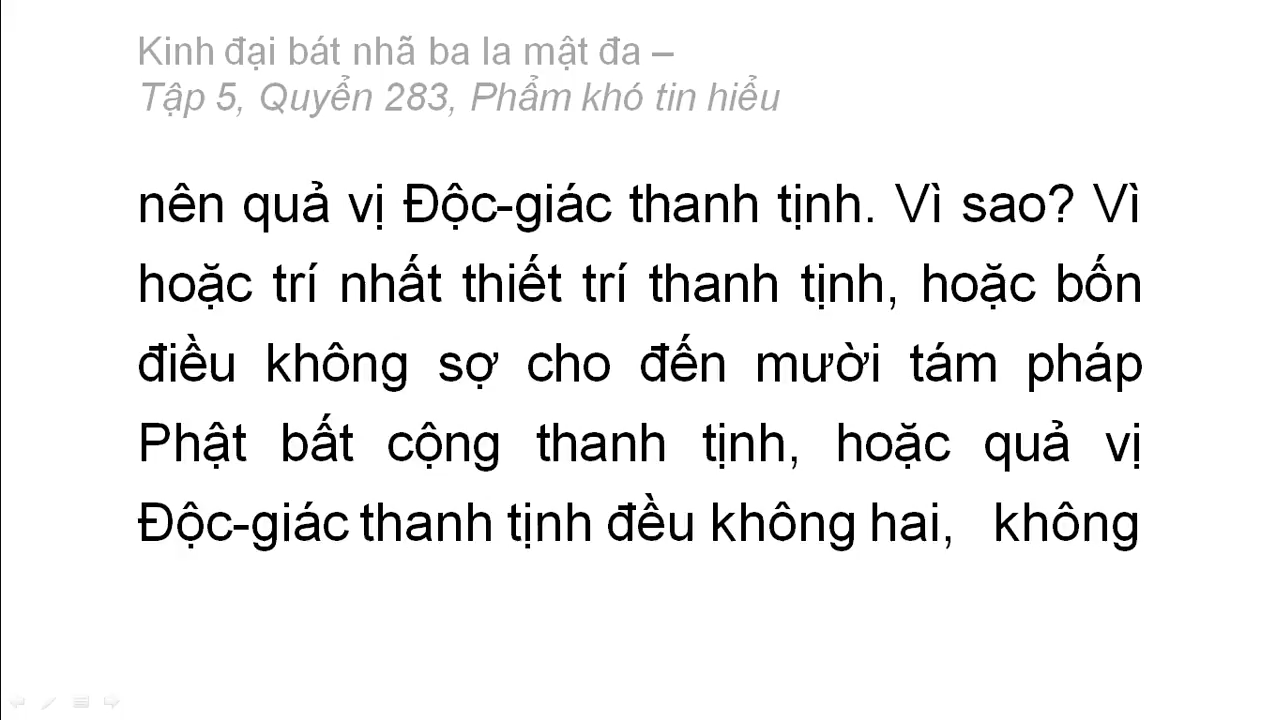 Kinh đại bát nhã ba la mật đa –
Tập 5, Quyển 283, Phẩm khó tin hiểu
nên quả vị Độc-giác thanh tịnh. Vì sao? Vì
hoặc trí nhất thiết trí thanh tịnh, hoặc bốn
điều không sợ cho đến mười tám pháp
Phật bất cộng thanh tịnh, hoặc quả vị
Độc-giác thanh tịnh đều không hai, không